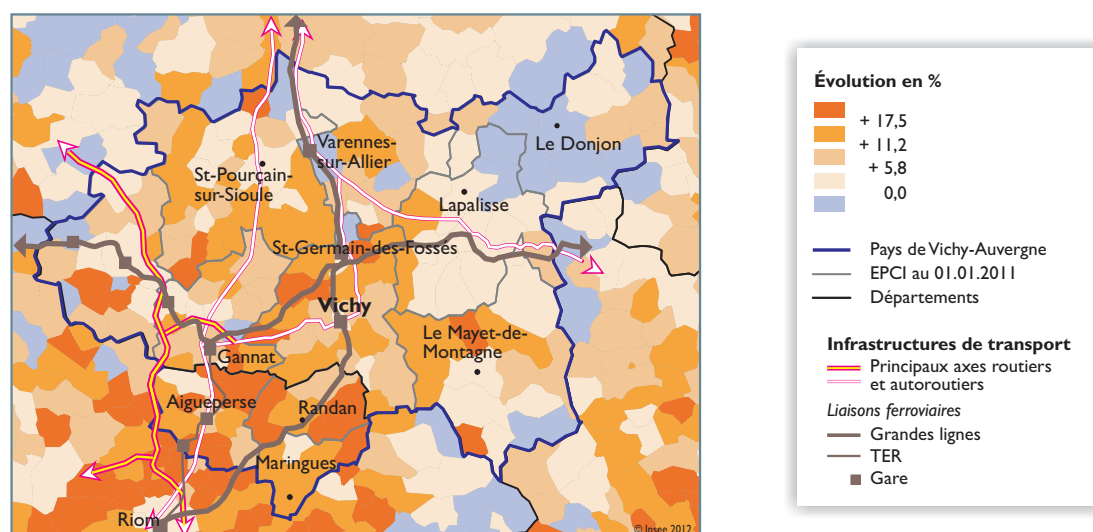 Varennes-
sur-Allier
Le Donjon
St-Pourçain-
sur-Sioule
Lapalisse
St-Germain-des-Fossés
Vichy
Le Mayet-de-
Montagne
Gannat
Aigueperse
Randan
Maringues
Riom
© Insee 2012
Évolution en %
+ 17,5
+ 11,2
+ 5,8
0,0
Pays de Vichy-Auvergne
EPCI au 01.01.2011
Départements
Infrastructures de transport
Principaux axes routiers
et autoroutiers
Liaisons ferroviaires
Grandes lignes
TER
Gare